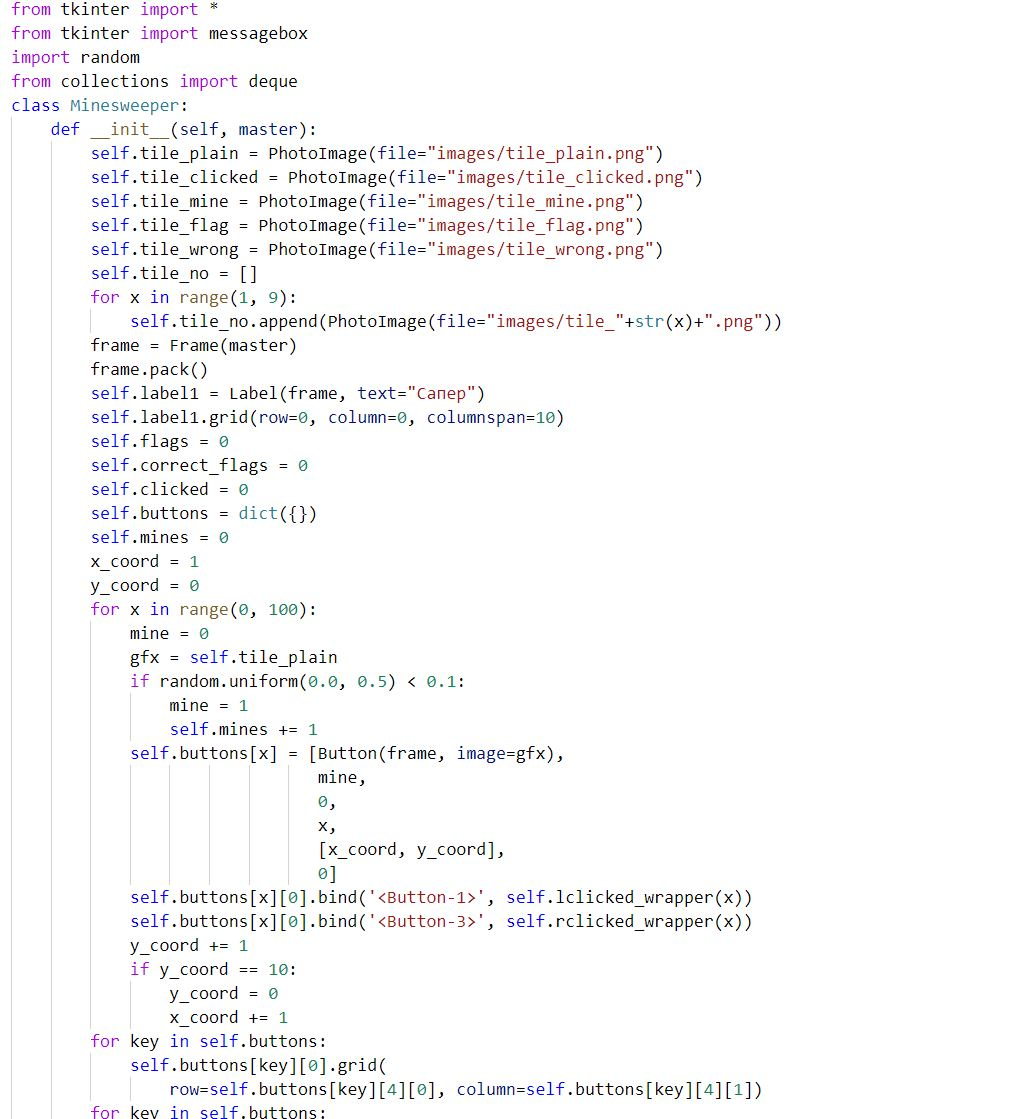 from tkinter import *
from tkinter import messagebox
import random
from collections import deque
class Minesweeper:
    def __init__(self, master):
        self.tile_plain = PhotoImage(file="images/tile_plain.png")
        self.tile_clicked = PhotoImage(file="images/tile_clicked.png")
        self.tile_mine = PhotoImage(file="images/tile_mine.png")
        self.tile_flag = PhotoImage(file="images/tile_flag.png")
        self.tile_wrong = PhotoImage(file="images/tile_wrong.png")
        self.tile_no = []
        for x in range(1, 9):
            self.tile_no.append(PhotoImage(file="images/tile_"+str(x)+".png"))
        frame = Frame(master)
        frame.pack()
        self.label1 = Label(frame, text="Сапер")
        self.label1.grid(row=0, column=0, columnspan=10)
        self.flags = 0
        self.correct_flags = 0
        self.clicked = 0
        self.buttons = dict({})
        self.mines = 0
        x_coord = 1
        y_coord = 0
        for x in range(0, 100):
            mine = 0
            gfx = self.tile_plain
            if random.uniform(0.0, 0.5) < 0.1:
                mine = 1
                self.mines += 1
            self.buttons[x] = [Button(frame, image=gfx),
                               mine,
                               0,
                               x,
                               [x_coord, y_coord],
                               0]
            self.buttons[x][0].bind('<Button-1>', self.lclicked_wrapper(x))
            self.buttons[x][0].bind('<Button-3>', self.rclicked_wrapper(x))
            y_coord += 1
            if y_coord == 10:
                y_coord = 0
                x_coord += 1
        for key in self.buttons:
            self.buttons[key][0].grid(
                row=self.buttons[key][4][0], column=self.buttons[key][4][1])
        for key in self.buttons: